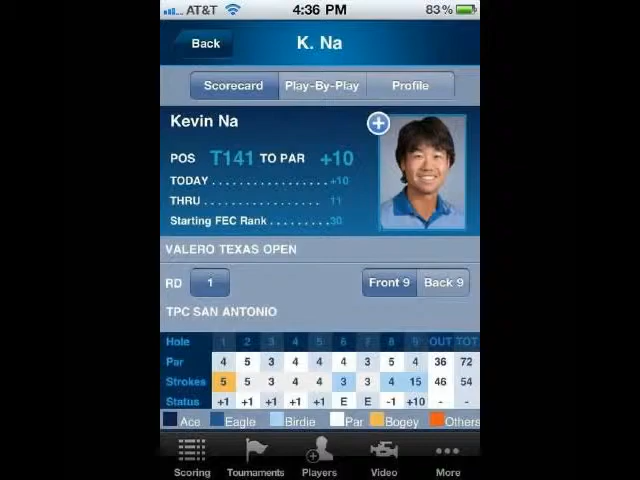 AT&T 4:36 PM 83%
Back K. Na
Scorecard Play-By-Play Profile
Kevin Na
POS T141 TO PAR +10
TODAY ................ +10
THRU ................. 11
Starting FEC Rank ......... 30
VALERO TEXAS OPEN
RD 1 Front 9 Back 9
TPC SAN ANTONIO
Hole 1 2 3 4 5 6 7 8 9 OUT TOT
Par 4 5 3 4 4 4 3 5 4 36 72
Strokes 5 5 3 4 4 3 3 4 15 46 54
Status +1 +1 +1 +1 +1 E E -1 +10 - -
Ace Eagle Birdie Par Bogey Others
Scoring Tournaments Players Video More